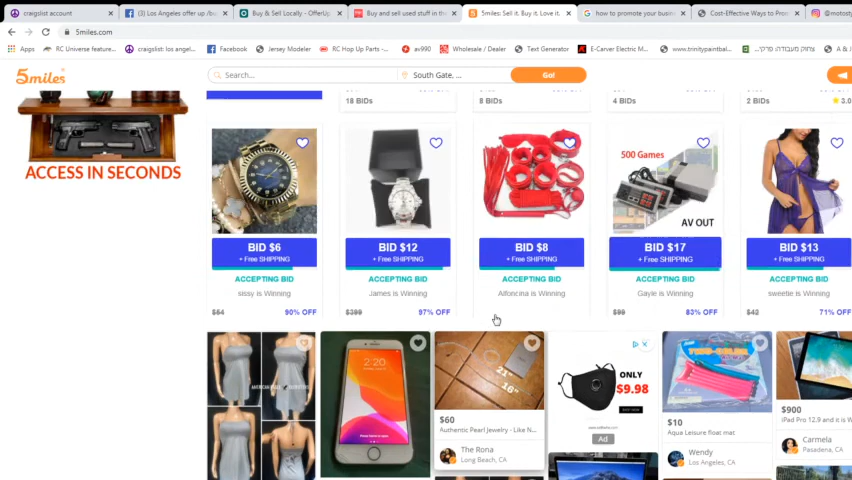 craigslist account
(3) Los Angeles offer up /bu
Buy & Sell Locally - OfferUp
Buy and sell used stuff in the
5miles: Sell it. Buy it. Love it.
how to promote your busin
Cost-Effective Ways to Prom
@motosty
5miles.com
Apps
RC Universe feature...
craigslist: los angel...
Facebook
Jersey Modeler
RC Hop Up Parts -...
av990
Wholesale / Dealer
Text Generator
E-Carver Electric M...
www.trinitypaintbal...
A & J
5miles
Search...
South Gate, ...
Go!
18 BIDs
8 BIDs
4 BIDs
2 BIDs
3.0
ACCESS IN SECONDS
500 Games
AV OUT
BID $6
+ Free SHIPPING
ACCEPTING BID
sissy is Winning
$64
90% OFF
BID $12
+ Free SHIPPING
ACCEPTING BID
James is Winning
$399
97% OFF
BID $8
+ Free SHIPPING
ACCEPTING BID
Alfoncina is Winning
BID $17
+ Free SHIPPING
ACCEPTING BID
Gayle is Winning
$99
83% OFF
BID $13
+ Free SHIPPING
ACCEPTING BID
sweetie is Winning
$42
71% OFF
2:20
21"
16"
$60
Authentic Pearl Jewelry - Like N...
The Rona
Long Beach, CA
ONLY
$9.98
Ad
$10
Aqua Leisure float mat
Wendy
Los Angeles, CA
$900
iPad Pro 12.9 and it is W
Carmela
Pasadena, CA